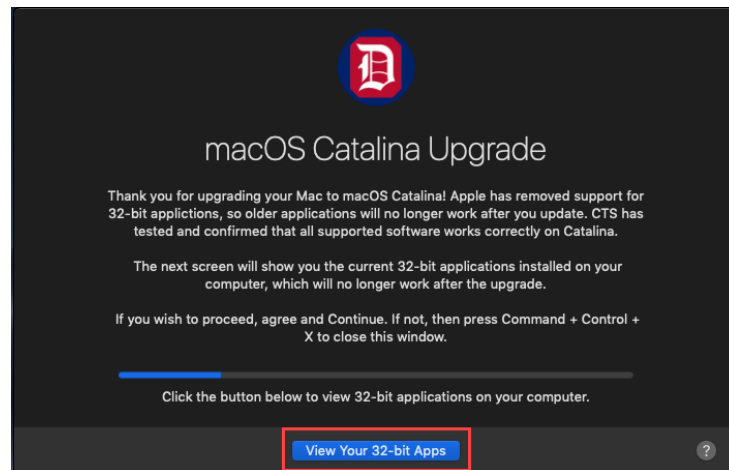 D
macOS Catalina Upgrade
Thank you for upgrading your Mac to macOS Catalina! Apple has removed support for
32-bit applictions, so older applications will no longer work after you update. CTS has
tested and confirmed that all supported software works correctly on Catalina.
The next screen will show you the current 32-bit applications installed on your
computer, which will no longer work after the upgrade.
If you wish to proceed, agree and Continue. If not, then press Command + Control +
X to close this window.
Click the button below to view 32-bit applications on your computer.
View Your 32-bit Apps
?